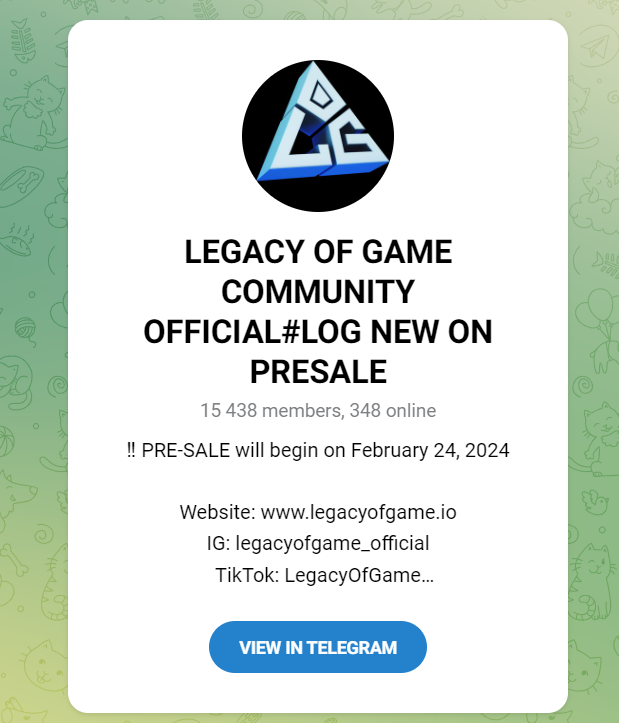 LOG
LEGACY OF GAME
COMMUNITY
OFFICIAL#LOG NEW ON
PRESALE
15 438 members, 348 online
‼ PRE-SALE will begin on February 24, 2024
Website: www.legacyofgame.io
IG: legacyofgame_official
TikTok: LegacyOfGame…
VIEW IN TELEGRAM